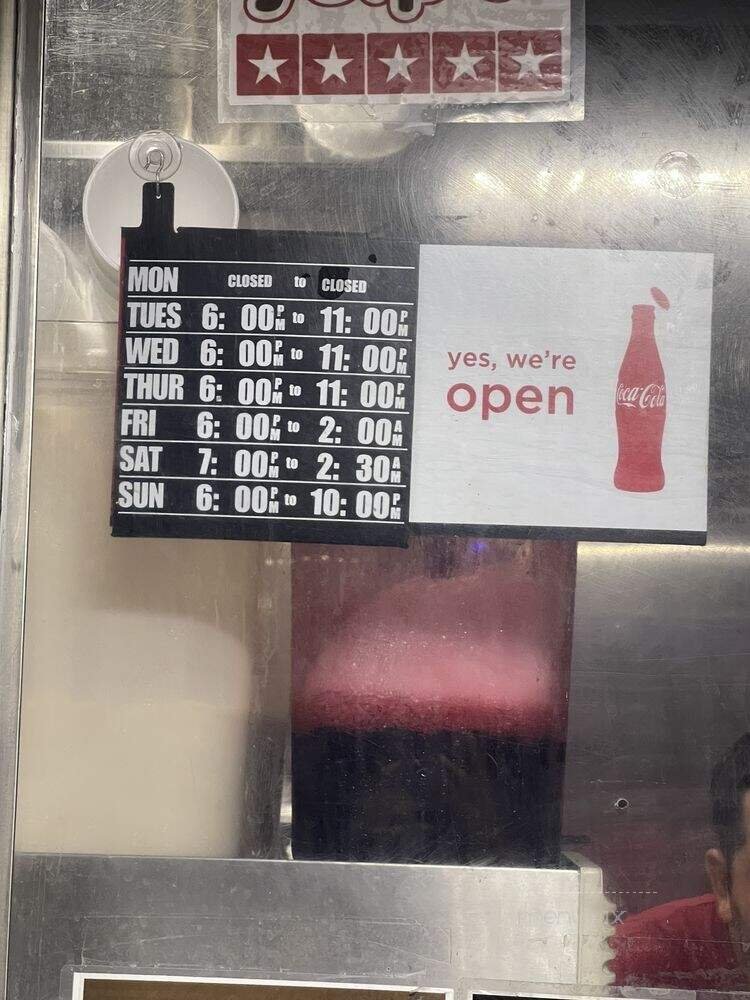 MON CLOSED to CLOSED
TUES 6: 00PM to 11: 00PM
WED 6: 00PM to 11: 00PM
THUR 6: 00PM to 11: 00PM
FRI 6: 00PM to 2: 00AM
SAT 7: 00PM to 2: 30AM
SUN 6: 00PM to 10: 00PM
yes, we're
open
Coca-Cola